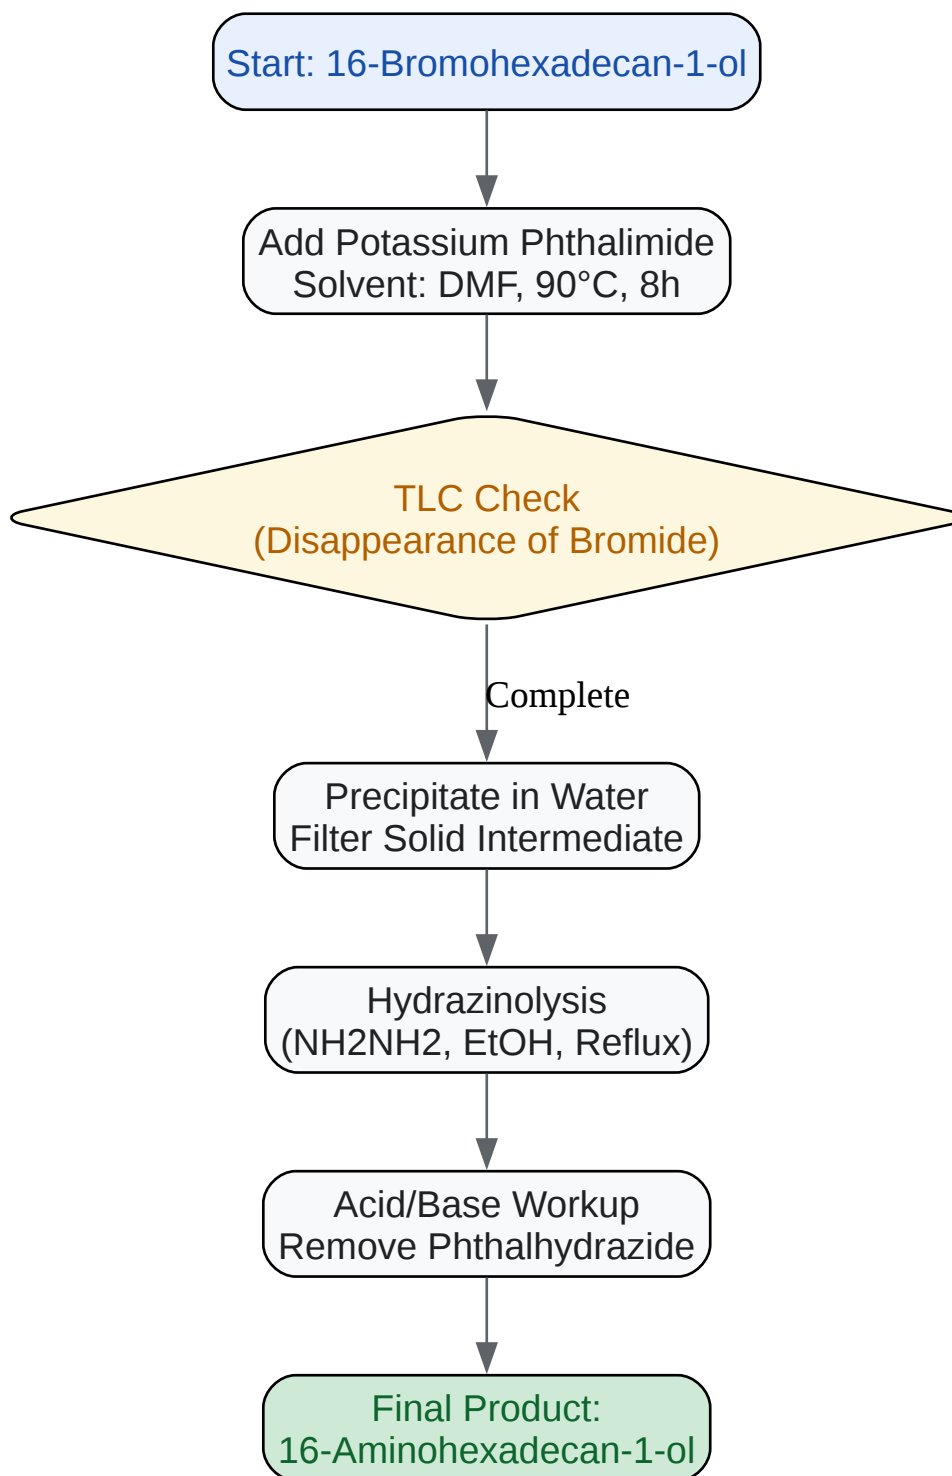 Start: 16-Bromohexadecan-1-ol
Add Potassium Phthalimide
Solvent: DMF, 90°C, 8h
TLC Check
(Disappearance of Bromide)
Complete
Precipitate in Water
Filter Solid Intermediate
Hydrazinolysis
(NH2NH2, EtOH, Reflux)
Acid/Base Workup
Remove Phthalhydrazide
Final Product:
16-Aminohexadecan-1-ol